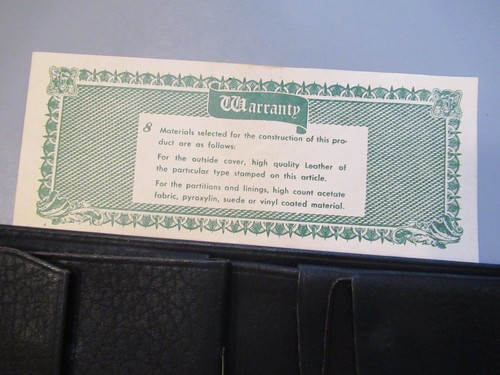 Warranty
8 Materials selected for the construction of this pro-
duct are as follows:
For the outside cover, high quality Leather of
the particular type stamped on this article.
For the partitions and linings, high count acetate
fabric, pyroxylin, suede or vinyl coated material.